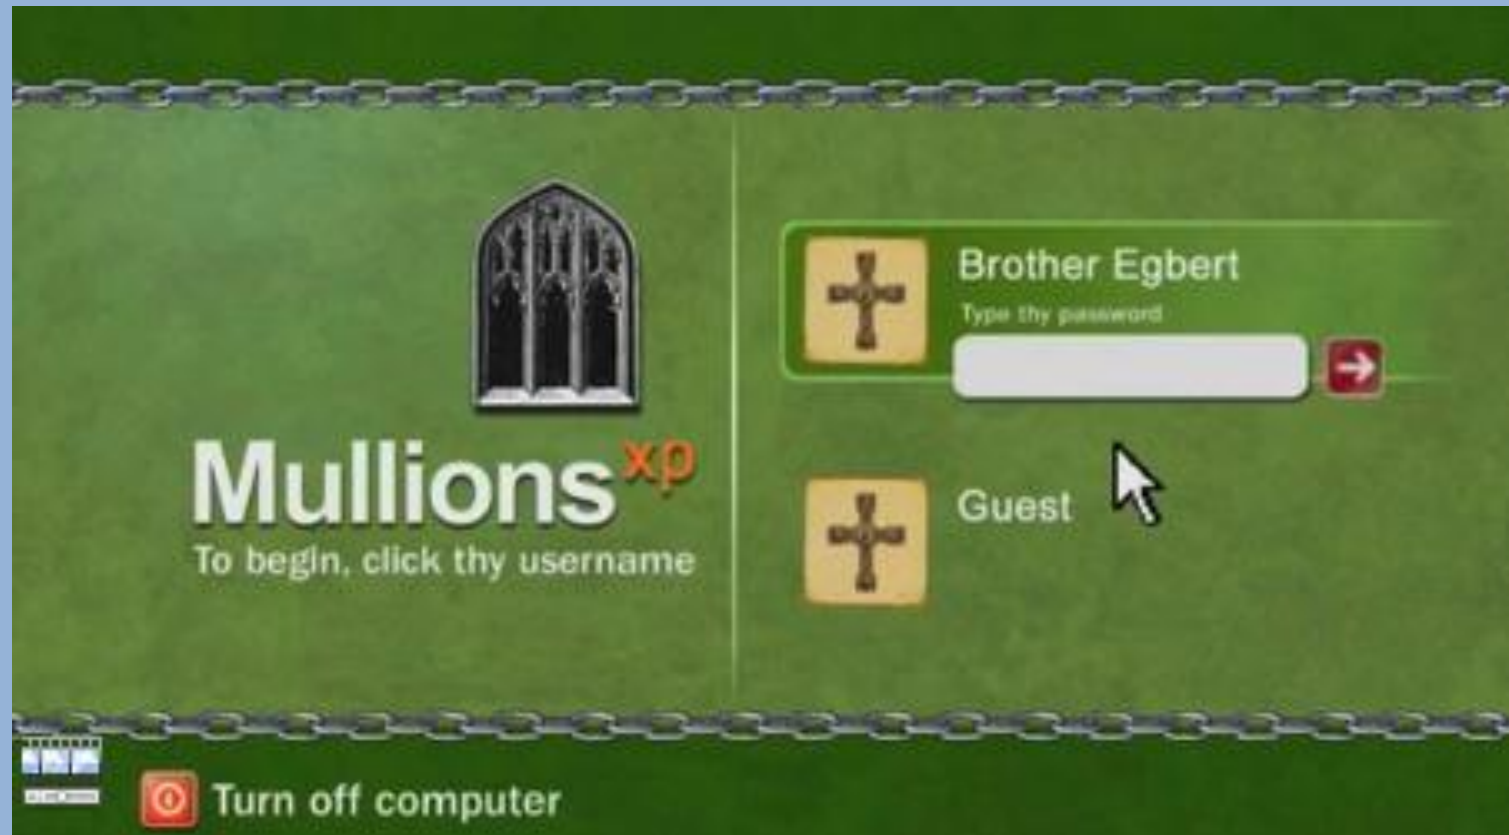 Mullions xp
To begin, click thy username
Brother Egbert
Type thy password
Guest
Turn off computer